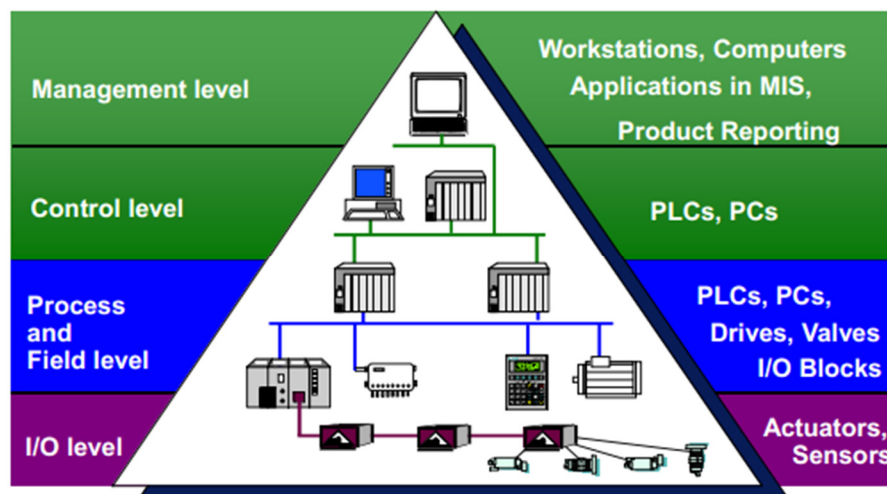 Management level
Workstations, Computers
Applications in MIS,
Product Reporting
Control level
PLCs, PCs
Process
and
Field level
PLCs, PCs,
Drives, Valves
I/O Blocks
I/O level
Actuators,
Sensors